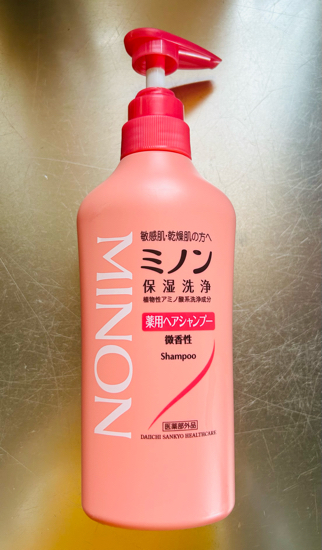 MINON
敏感肌・乾燥肌の方へ
ミノン
保湿洗浄
植物性アミノ酸系洗浄成分
薬用ヘアシャンプー
微香性
Shampoo
医薬部外品
DAIICHI SANKYO HEALTHCARE